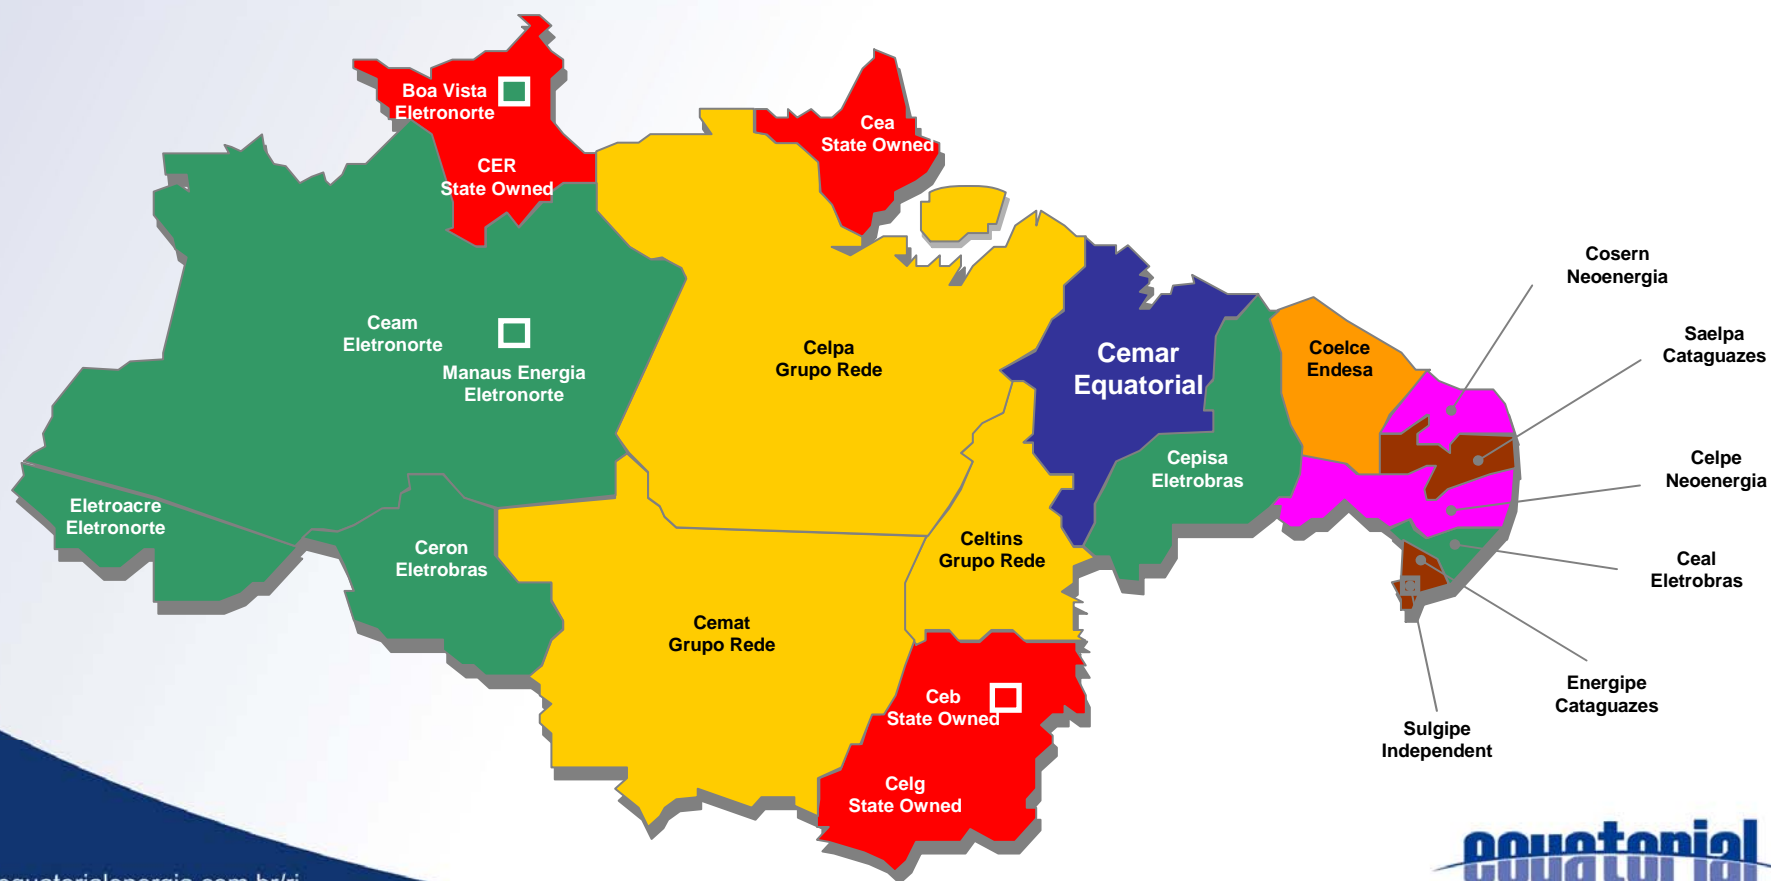 Boa Vista
Eletronorte
CER
State Owned
Cea
State Owned
Ceam
Eletronorte
Manaus Energia
Eletronorte
Celpa
Grupo Rede
Cemar
Equatorial
Coelce
Endesa
Cosern
Neoenergia
Saelpa
Cataguazes
Celpe
Neoenergia
Cepisa
Eletrobras
Eletroacre
Eletronorte
Ceron
Eletrobras
Celtins
Grupo Rede
Ceal
Eletrobras
Cemat
Grupo Rede
Ceb
State Owned
Energipe
Cataguazes
Sulgipe
Independent
Celg
State Owned
equatorial